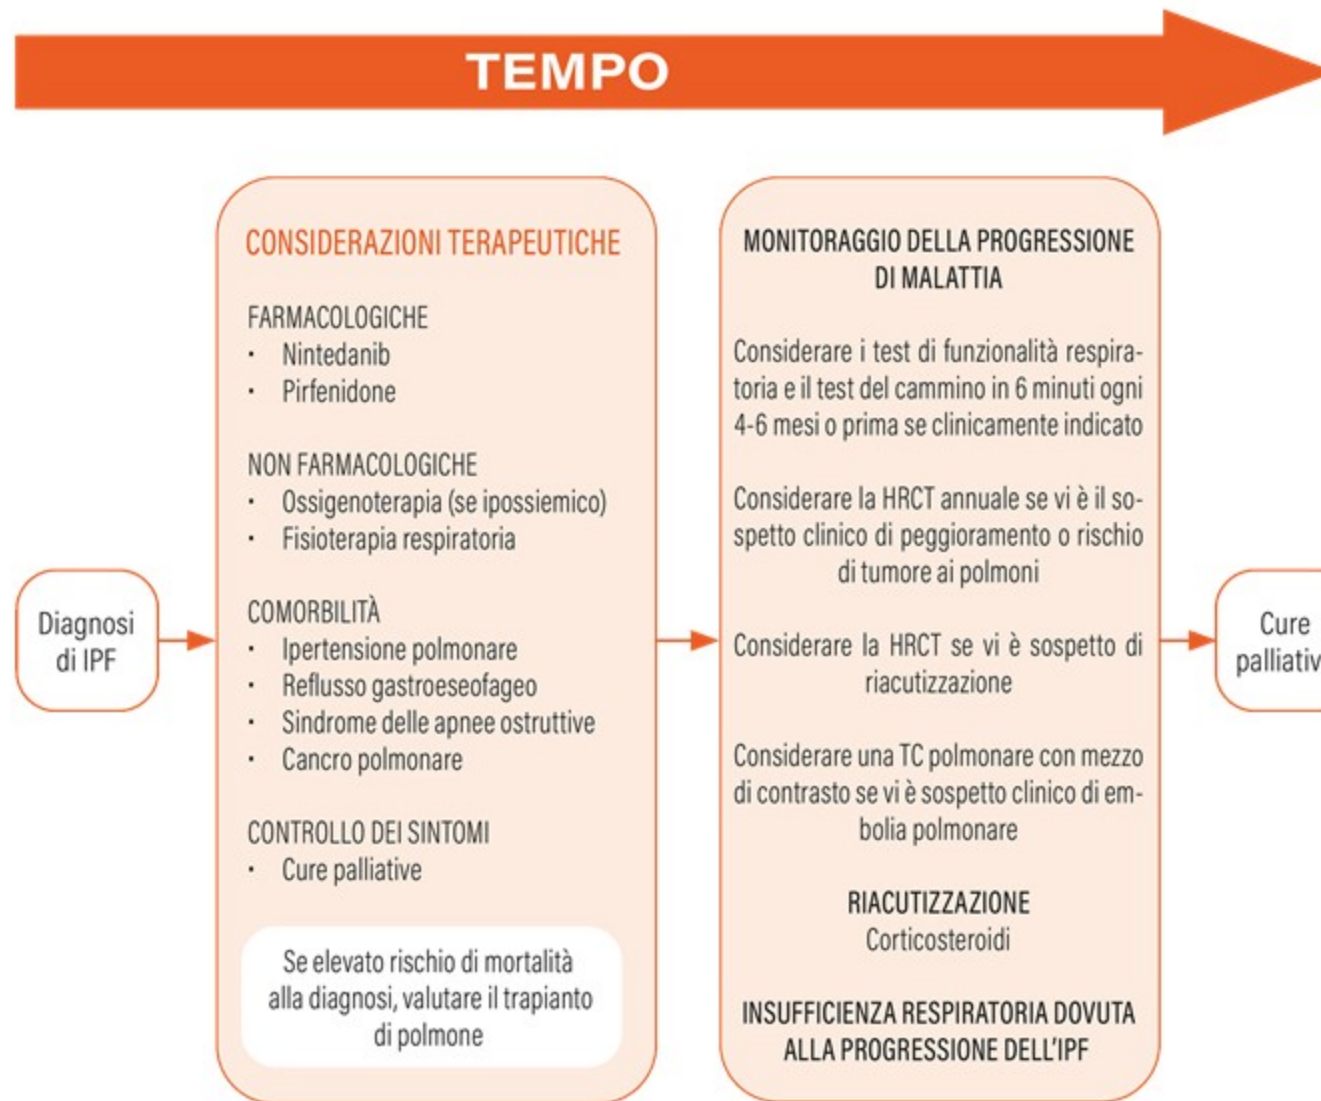 TEMPO
Diagnosi
di IPF
CONSIDERAZIONI TERAPEUTICHE
FARMACOLOGICHE
· Nintedanib
· Pirfenidone
NON FARMACOLOGICHE
· Ossigenoterapia (se ipossiemico)
· Fisioterapia respiratoria
COMORBILITÀ
· Ipertensione polmonare
· Reflusso gastroeseofageo
· Sindrome delle apnee ostruttive
· Cancro polmonare
CONTROLLO DEI SINTOMI
· Cure palliative
Se elevato rischio di mortalità
alla diagnosi, valutare il trapianto
di polmone
MONITORAGGIO DELLA PROGRESSIONE
DI MALATTIA
Considerare i test di funzionalità respira-
toria e il test del cammino in 6 minuti ogni
4-6 mesi o prima se clinicamente indicato
Considerare la HRCT annuale se vi è il so-
spetto clinico di peggioramento o rischio
di tumore ai polmoni
Considerare la HRCT se vi è sospetto di
riacutizzazione
Considerare una TC polmonare con mezzo
di contrasto se vi è sospetto clinico di em-
bolia polmonare
RIACUTIZZAZIONE
Corticosteroidi
INSUFFICIENZA RESPIRATORIA DOVUTA
ALLA PROGRESSIONE DELL'IPF
Cure
palliativ